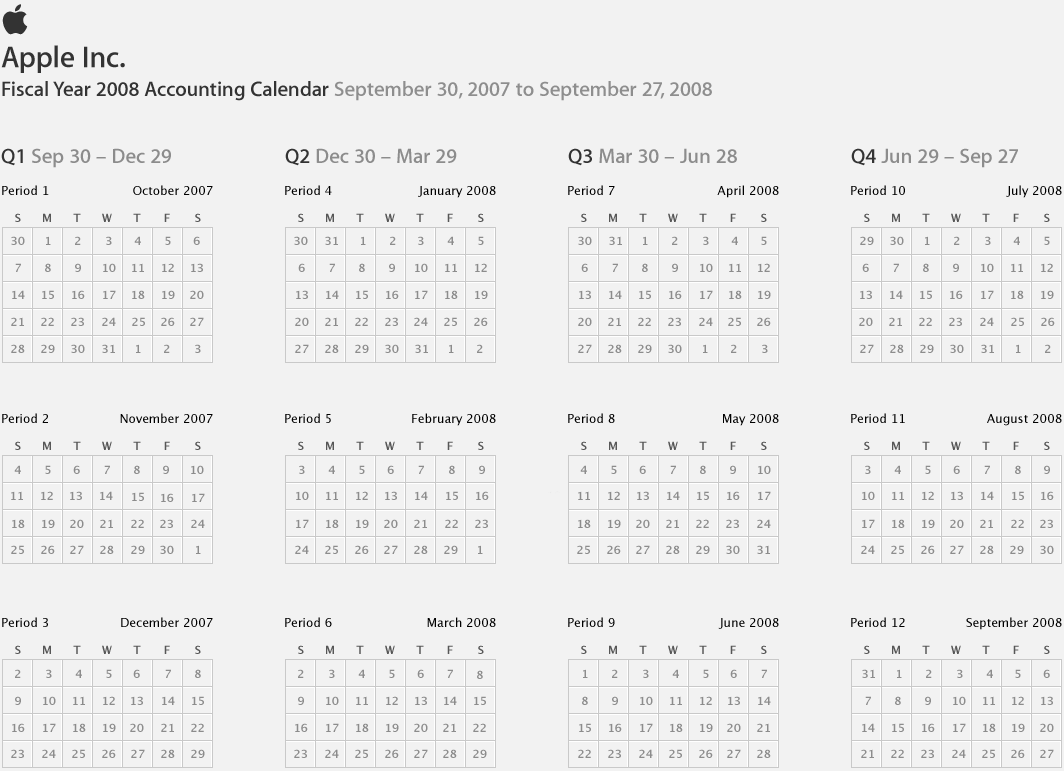 Apple Inc.
Fiscal Year 2008 Accounting Calendar September 30, 2007 to September 27, 2008
Q1 Sep 30 – Dec 29
Period 1 October 2007
S M T W T F S
30 1 2 3 4 5 6
7 8 9 10 11 12 13
14 15 16 17 18 19 20
21 22 23 24 25 26 27
28 29 30 31 1 2 3
Period 2 November 2007
S M T W T F S
4 5 6 7 8 9 10
11 12 13 14 15 16 17
18 19 20 21 22 23 24
25 26 27 28 29 30 1
Period 3 December 2007
S M T W T F S
2 3 4 5 6 7 8
9 10 11 12 13 14 15
16 17 18 19 20 21 22
23 24 25 26 27 28 29
Q2 Dec 30 – Mar 29
Period 4 January 2008
S M T W T F S
30 31 1 2 3 4 5
6 7 8 9 10 11 12
13 14 15 16 17 18 19
20 21 22 23 24 25 26
27 28 29 30 31 1 2
Period 5 February 2008
S M T W T F S
3 4 5 6 7 8 9
10 11 12 13 14 15 16
17 18 19 20 21 22 23
24 25 26 27 28 29 1
Period 6 March 2008
S M T W T F S
2 3 4 5 6 7 8
9 10 11 12 13 14 15
16 17 18 19 20 21 22
23 24 25 26 27 28 29
Q3 Mar 30 – Jun 28
Period 7 April 2008
S M T W T F S
30 31 1 2 3 4 5
6 7 8 9 10 11 12
13 14 15 16 17 18 19
20 21 22 23 24 25 26
27 28 29 30 1 2 3
Period 8 May 2008
S M T W T F S
4 5 6 7 8 9 10
11 12 13 14 15 16 17
18 19 20 21 22 23 24
25 26 27 28 29 30 31
Period 9 June 2008
S M T W T F S
1 2 3 4 5 6 7
8 9 10 11 12 13 14
15 16 17 18 19 20 21
22 23 24 25 26 27 28
Q4 Jun 29 – Sep 27
Period 10 July 2008
S M T W T F S
29 30 1 2 3 4 5
6 7 8 9 10 11 12
13 14 15 16 17 18 19
20 21 22 23 24 25 26
27 28 29 30 31 1 2
Period 11 August 2008
S M T W T F S
3 4 5 6 7 8 9
10 11 12 13 14 15 16
17 18 19 20 21 22 23
24 25 26 27 28 29 30
Period 12 September 2008
S M T W T F S
31 1 2 3 4 5 6
7 8 9 10 11 12 13
14 15 16 17 18 19 20
21 22 23 24 25 26 27